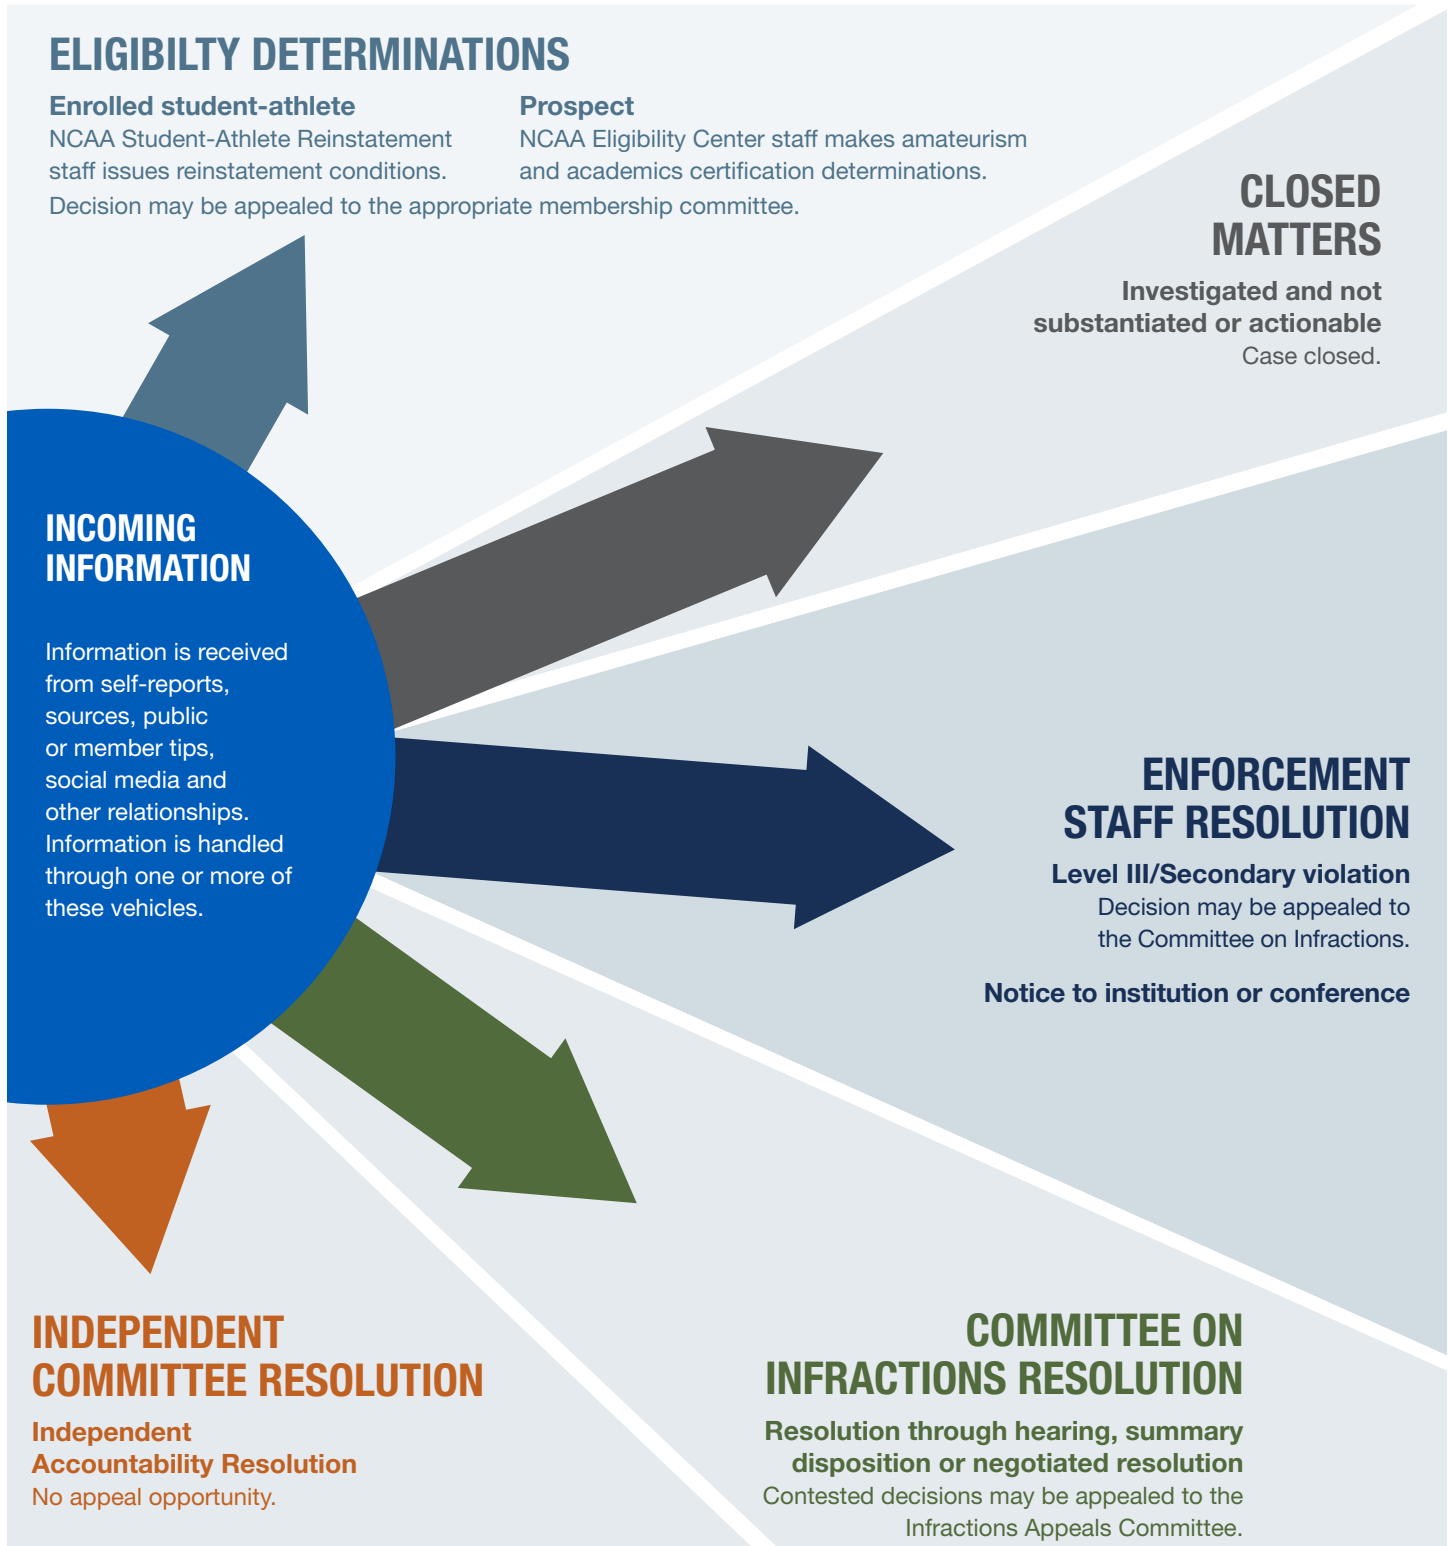 ELIGIBILTY DETERMINATIONS
Enrolled student-athlete
NCAA Student-Athlete Reinstatement
staff issues reinstatement conditions.
Prospect
NCAA Eligibility Center staff makes amateurism
and academics certification determinations.
Decision may be appealed to the appropriate membership committee.
CLOSED
MATTERS
Investigated and not
substantiated or actionable
Case closed.
INCOMING
INFORMATION
Information is received
from self-reports,
sources, public
or member tips,
social media and
other relationships.
Information is handled
through one or more of
these vehicles.
ENFORCEMENT
STAFF RESOLUTION
Level III/Secondary violation
Decision may be appealed to
the Committee on Infractions.
Notice to institution or conference
INDEPENDENT
COMMITTEE RESOLUTION
Independent
Accountability Resolution
No appeal opportunity.
COMMITTEE ON
INFRACTIONS RESOLUTION
Resolution through hearing, summary
disposition or negotiated resolution
Contested decisions may be appealed to the
Infractions Appeals Committee.